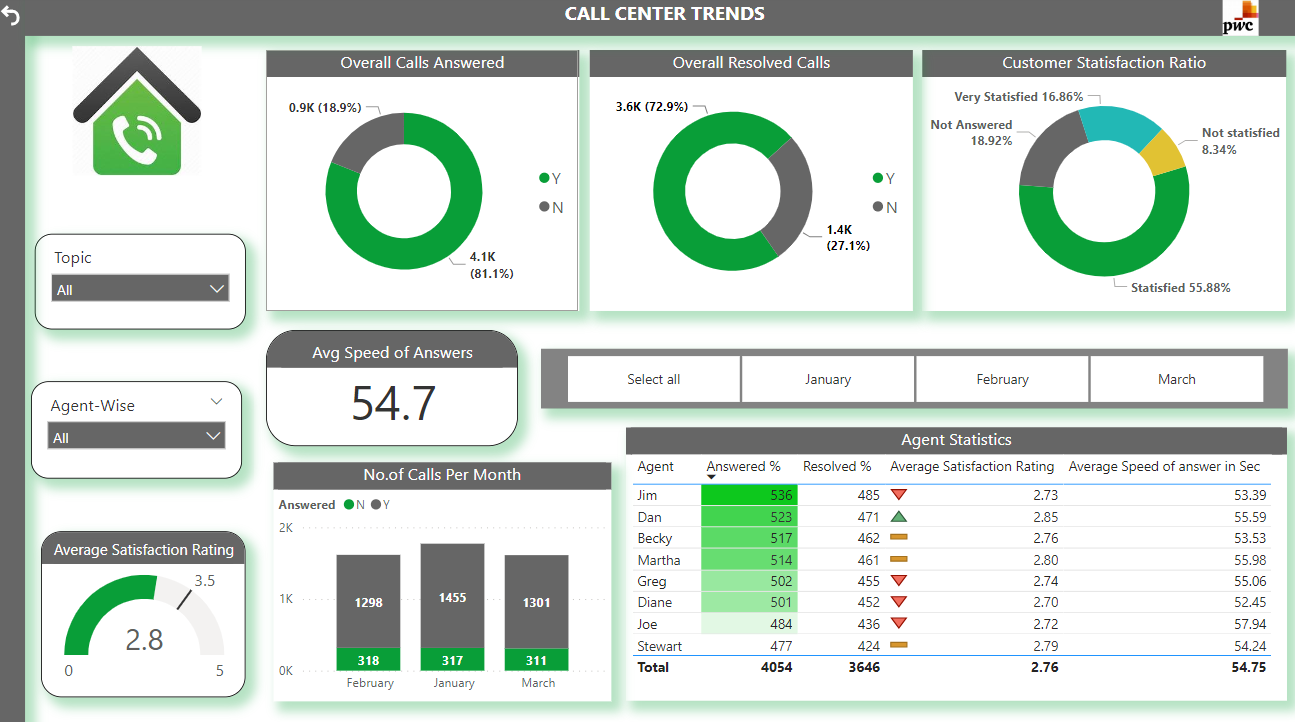 CALL CENTER TRENDS
pwc
Overall Calls Answered
0.9K (18.9%)
4.1K
(81.1%)
Y
N
Overall Resolved Calls
3.6K (72.9%)
1.4K
(27.1%)
Y
N
Customer Statisfaction Ratio
Very Statisfied 16.86%
Not Answered
18.92%
Not statisfied
8.34%
Statisfied 55.88%
Topic
All
Agent-Wise
All
Avg Speed of Answers
54.7
Select all
January
February
March
Average Satisfaction Rating
3.5
2.8
0
5
No.of Calls Per Month
Answered N Y
2K
1K
0K
1298
1455
1301
318
317
311
February
January
March
Agent Statistics
Agent Answered % Resolved % Average Satisfaction Rating Average Speed of answer in Sec
Jim 536 485 2.73 53.39
Dan 523 471 2.85 55.59
Becky 517 462 2.76 53.53
Martha 514 461 2.80 55.98
Greg 502 455 2.74 55.06
Diane 501 452 2.70 52.45
Joe 484 436 2.72 57.94
Stewart 477 424 2.79 54.24
Total 4054 3646 2.76 54.75